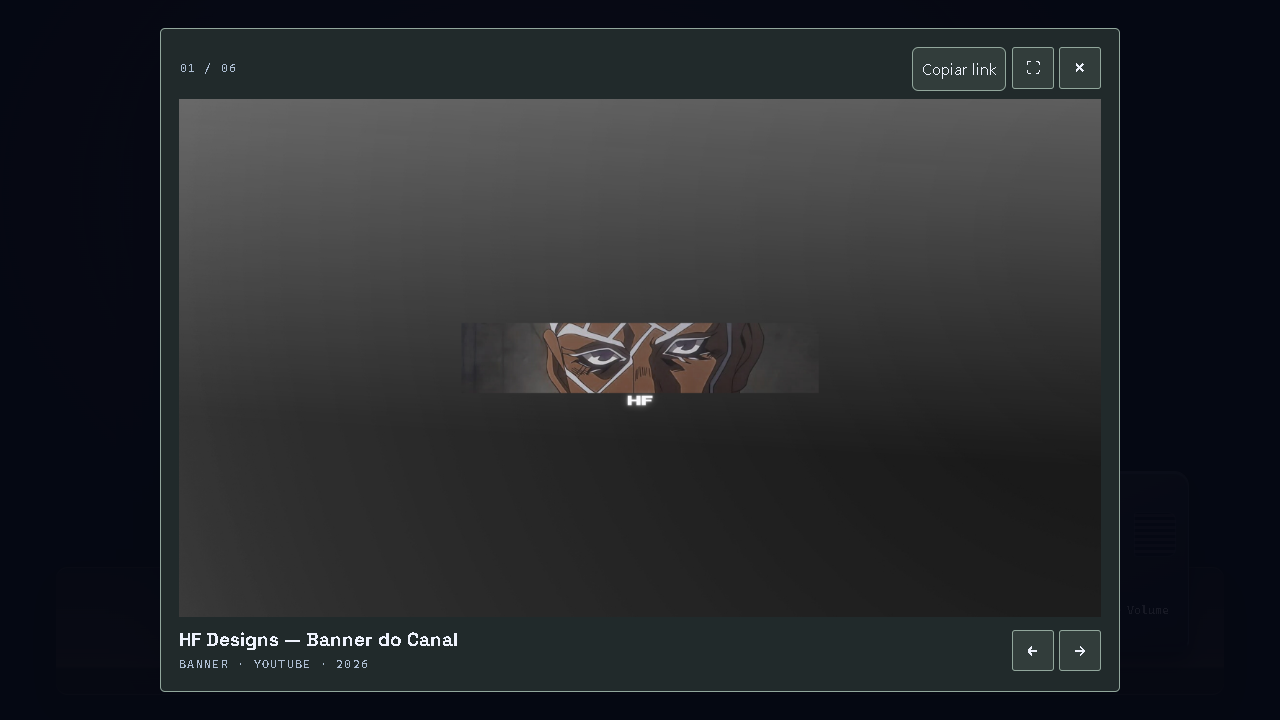 01 / 06
Copiar link
HF
HF Designs — Banner do Canal
BANNER · YOUTUBE · 2026
Volume